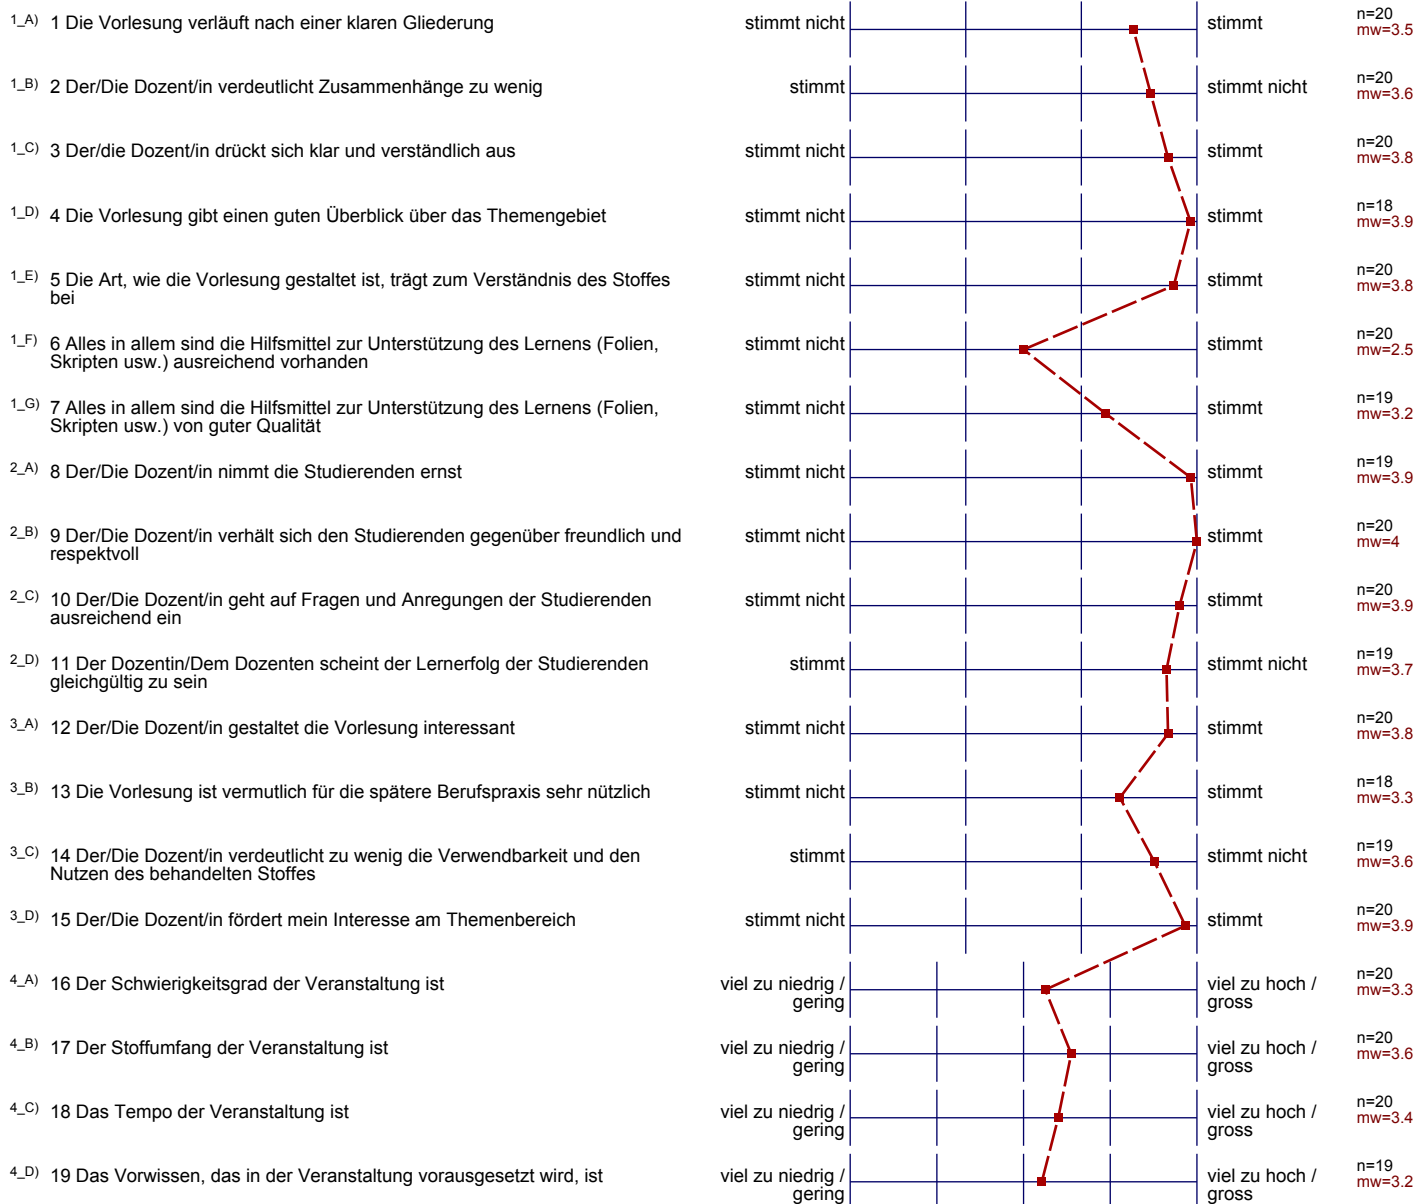 1_A) 1 Die Vorlesung verläuft nach einer klaren Gliederung stimmt nicht stimmt n=20
mw=3.5
1_B) 2 Der/Die Dozent/in verdeutlicht Zusammenhänge zu wenig stimmt stimmt nicht n=20
mw=3.6
1_C) 3 Der/die Dozent/in drückt sich klar und verständlich aus stimmt nicht stimmt n=20
mw=3.8
1_D) 4 Die Vorlesung gibt einen guten Überblick über das Themengebiet stimmt nicht stimmt n=18
mw=3.9
1_E) 5 Die Art, wie die Vorlesung gestaltet ist, trägt zum Verständnis des Stoffes stimmt nicht stimmt n=20
bei mw=3.8
1_F) 6 Alles in allem sind die Hilfsmittel zur Unterstützung des Lernens (Folien, stimmt nicht stimmt n=20
Skripten usw.) ausreichend vorhanden mw=2.5
1_G) 7 Alles in allem sind die Hilfsmittel zur Unterstützung des Lernens (Folien, stimmt nicht stimmt n=19
Skripten usw.) von guter Qualität mw=3.2
2_A) 8 Der/Die Dozent/in nimmt die Studierenden ernst stimmt nicht stimmt n=19
mw=3.9
2_B) 9 Der/Die Dozent/in verhält sich den Studierenden gegenüber freundlich und stimmt nicht stimmt n=20
respektvoll mw=4
2_C) 10 Der/Die Dozent/in geht auf Fragen und Anregungen der Studierenden stimmt nicht stimmt n=20
ausreichend ein mw=3.9
2_D) 11 Der Dozentin/Dem Dozenten scheint der Lernerfolg der Studierenden stimmt stimmt nicht n=19
gleichgültig zu sein mw=3.7
3_A) 12 Der/Die Dozent/in gestaltet die Vorlesung interessant stimmt nicht stimmt n=20
mw=3.8
3_B) 13 Die Vorlesung ist vermutlich für die spätere Berufspraxis sehr nützlich stimmt nicht stimmt n=18
mw=3.3
3_C) 14 Der/Die Dozent/in verdeutlicht zu wenig die Verwendbarkeit und den stimmt stimmt nicht n=19
Nutzen des behandelten Stoffes mw=3.6
3_D) 15 Der/Die Dozent/in fördert mein Interesse am Themenbereich stimmt nicht stimmt n=20
mw=3.9
4_A) 16 Der Schwierigkeitsgrad der Veranstaltung ist viel zu niedrig / viel zu hoch / n=20
gering gross mw=3.3
4_B) 17 Der Stoffumfang der Veranstaltung ist viel zu niedrig / viel zu hoch / n=20
gering gross mw=3.6
4_C) 18 Das Tempo der Veranstaltung ist viel zu niedrig / viel zu hoch / n=20
gering gross mw=3.4
4_D) 19 Das Vorwissen, das in der Veranstaltung vorausgesetzt wird, ist viel zu niedrig / viel zu hoch / n=19
gering gross mw=3.2